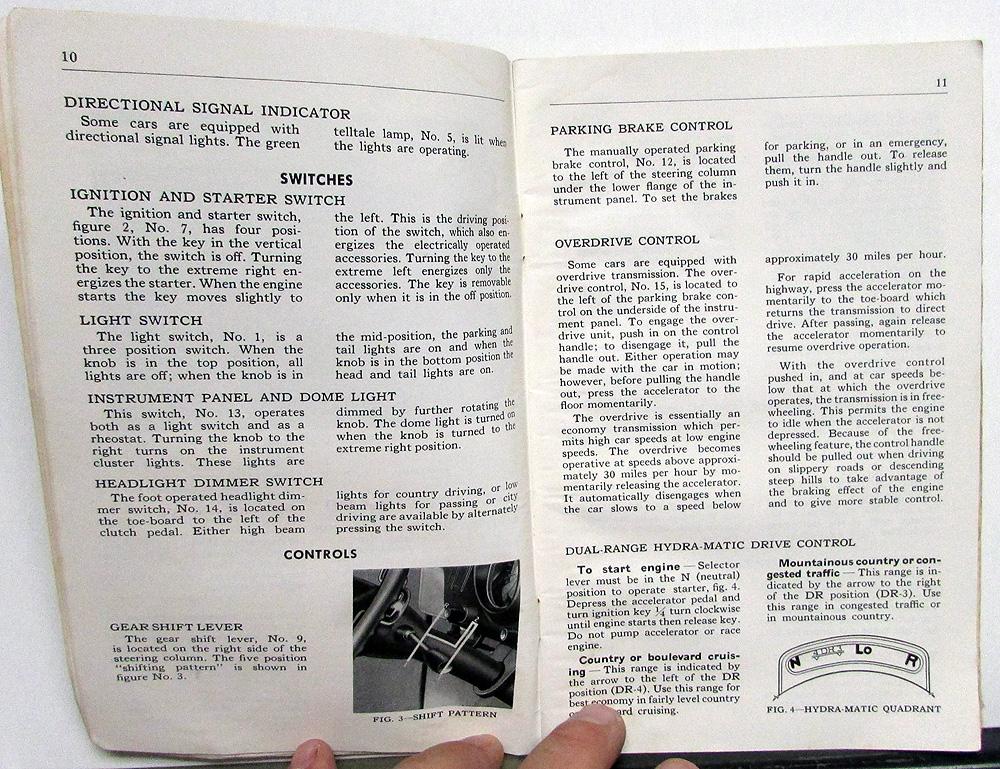 10
DIRECTIONAL SIGNAL INDICATOR
Some cars are equipped with
directional signal lights. The green
telltale lamp, No. 5, is lit when
the lights are operating.
SWITCHES
IGNITION AND STARTER SWITCH
The ignition and starter switch,
figure 2, No. 7, has four posi-
tions. With the key in the vertical
position, the switch is off. Turning
the key to the extreme right en-
ergizes the starter. When the engine
starts the key moves slightly to
the left. This is the driving posi-
tion of the switch, which also en-
ergizes the electrically operated
accessories. Turning the key to the
extreme left energizes only the
accessories. The key is removable
only when it is in the off position.
LIGHT SWITCH
The light switch, No. 1, is a
three position switch. When the
knob is in the top position, all
lights are off; when the knob is in
the mid-position, the parking and
tail lights are on and when the
knob is in the bottom position the
head and tail lights are on.
INSTRUMENT PANEL AND DOME LIGHT
This switch, No. 13, operates
both as a light switch and as a
rheostat. Turning the knob to the
right turns on the instrument
cluster lights. These lights are
dimmed by further rotating the
knob. The dome light is turned on
when the knob is turned to the
extreme right position.
HEADLIGHT DIMMER SWITCH
The foot operated headlight dim-
mer switch, No. 14, is located on
the toe-board to the left of the
clutch pedal. Either high beam
lights for country driving, or low
beam lights for passing or city
driving are available by alternately
pressing the switch.
CONTROLS
GEAR SHIFT LEVER
The gear shift lever, No. 9,
is located on the right side of the
steering column. The five position
"shifting pattern" is shown in
figure No. 3.
FIG. 3—SHIFT PATTERN
11
PARKING BRAKE CONTROL
The manually operated parking
brake control, No. 12, is located
to the left of the steering column
under the lower flange of the in-
strument panel. To set the brakes
for parking, or in an emergency,
pull the handle out. To release
them, turn the handle slightly and
push it in.
OVERDRIVE CONTROL
Some cars are equipped with
overdrive transmission. The over-
drive control, No. 15, is located to
the left of the parking brake con-
trol on the underside of the instru-
ment panel. To engage the over-
drive unit, push in on the control
handle; to disengage it, pull the
handle out. Either operation may
be made with the car in motion;
however, before pulling the handle
out, press the accelerator to the
floor momentarily.
The overdrive is essentially an
economy transmission which per-
mits high car speeds at low engine
speeds. The overdrive becomes
operative at speeds above approxi-
mately 30 miles per hour by mo-
mentarily releasing the accelerator.
It automatically disengages when
the car slows to a speed below
approximately 30 miles per hour.
For rapid acceleration on the
highway, press the accelerator mo-
mentarily to the toe-board which
returns the transmission to direct
drive. After passing, again release
the accelerator momentarily to
resume overdrive operation.
With the overdrive control
pushed in, and at car speeds be-
low that at which the overdrive
operates, the transmission is in free-
wheeling. This permits the engine
to idle when the accelerator is not
depressed. Because of the free-
wheeling feature, the control handle
should be pulled out when driving
on slippery roads or descending
steep hills to take advantage of
the braking effect of the engine
and to give more stable control.
DUAL-RANGE HYDRA-MATIC DRIVE CONTROL
To start engine — Selector
lever must be in the N (neutral)
position to operate starter, fig. 4.
Depress the accelerator pedal and
turn ignition key ¼ turn clockwise
until engine starts then release key.
Do not pump accelerator or race
engine.
Country or boulevard cruis-
ing — This range is indicated by
the arrow to the left of the DR
position (DR-4). Use this range for
best economy in fairly level country
ard cruising.
Mountainous country or con-
gested traffic — This range is in-
dicated by the arrow to the right
of the DR position (DR-3). Use
this range in congested traffic or
in mountainous country.
N DR Lo R
FIG. 4—HYDRA-MATIC QUADRANT